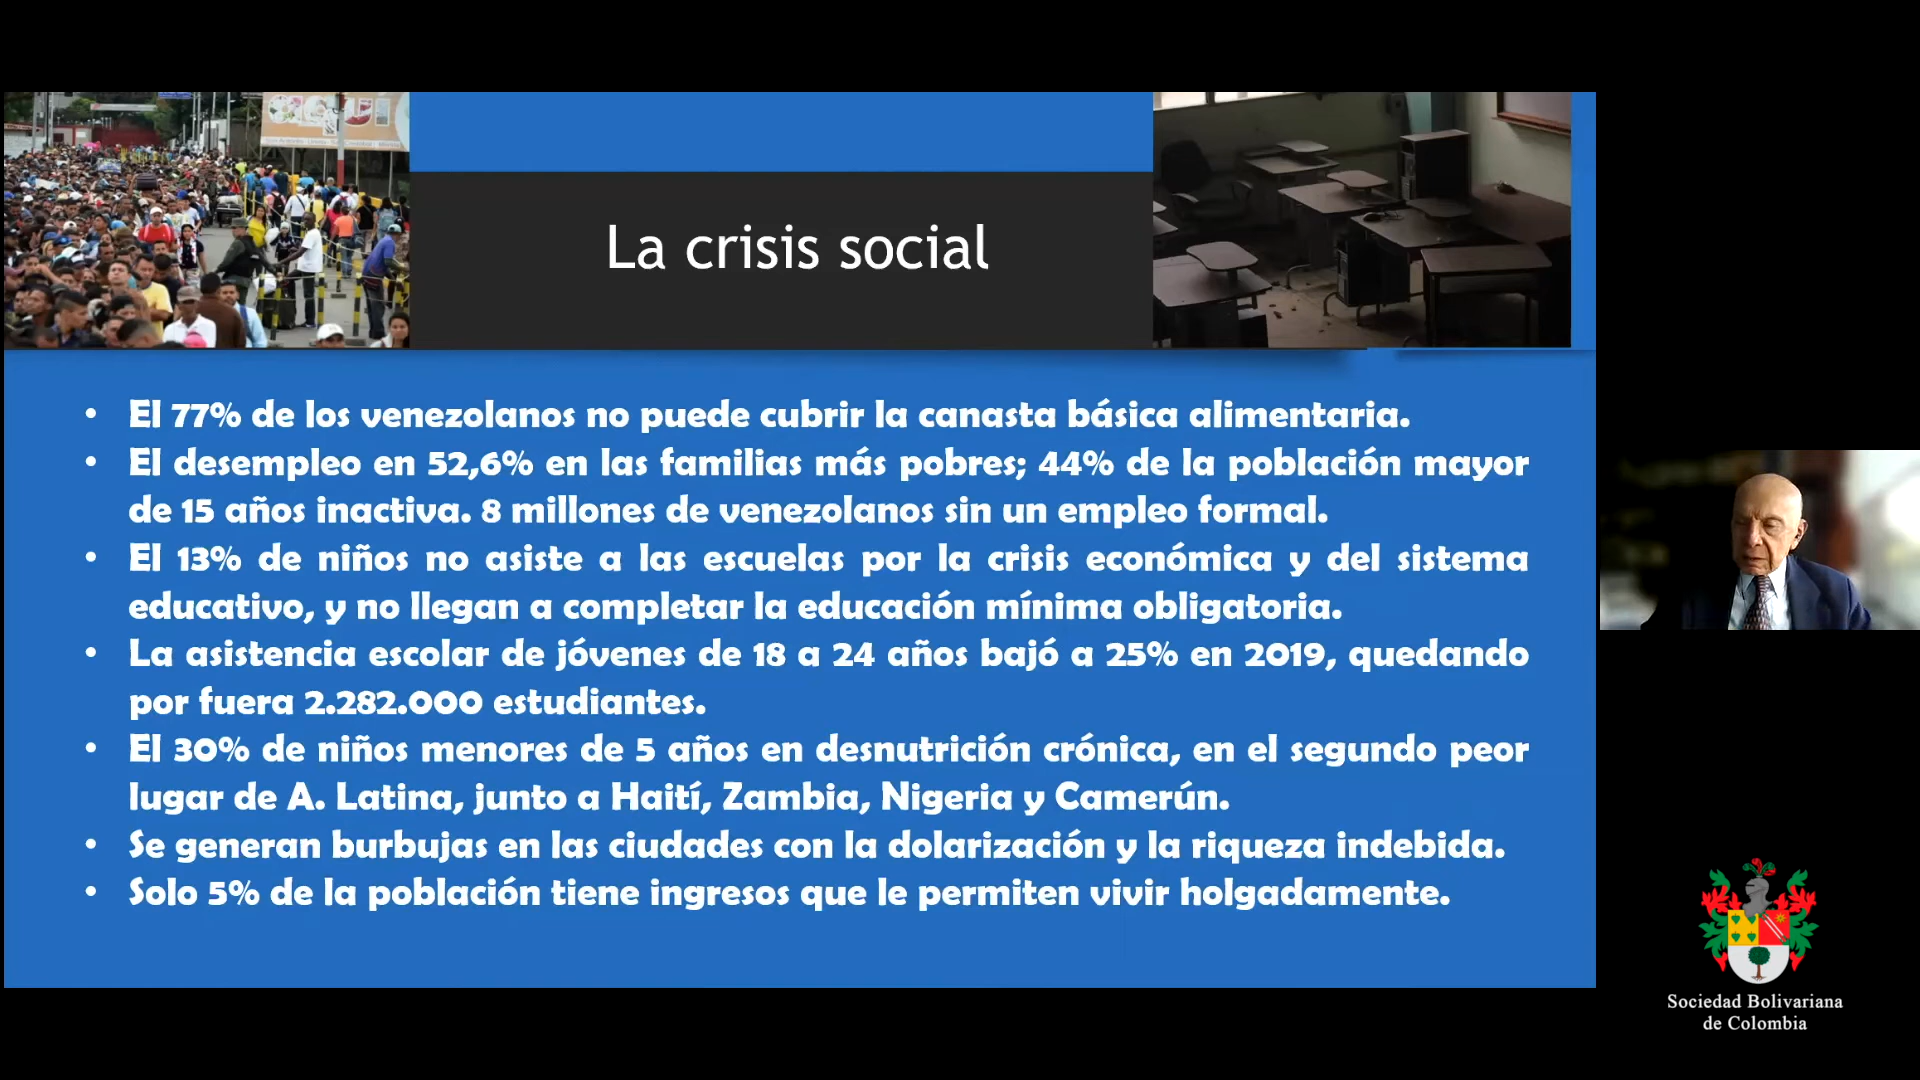 aquí
La crisis social
• El 77% de los venezolanos no puede cubrir la canasta básica alimentaria.
• El desempleo en 52,6% en las familias más pobres; 44% de la población mayor
de 15 años inactiva. 8 millones de venezolanos sin un empleo formal.
• El 13% de niños no asiste a las escuelas por la crisis económica y del sistema
educativo, y no llegan a completar la educación mínima obligatoria.
• La asistencia escolar de jóvenes de 18 a 24 años bajó a 25% en 2019, quedando
por fuera 2.282.000 estudiantes.
• El 30% de niños menores de 5 años en desnutrición crónica, en el segundo peor
lugar de A. Latina, junto a Haití, Zambia, Nigeria y Camerún.
• Se generan burbujas en las ciudades con la dolarización y la riqueza indebida.
• Solo 5% de la población tiene ingresos que le permiten vivir holgadamente.
Sociedad Bolivariana
de Colombia